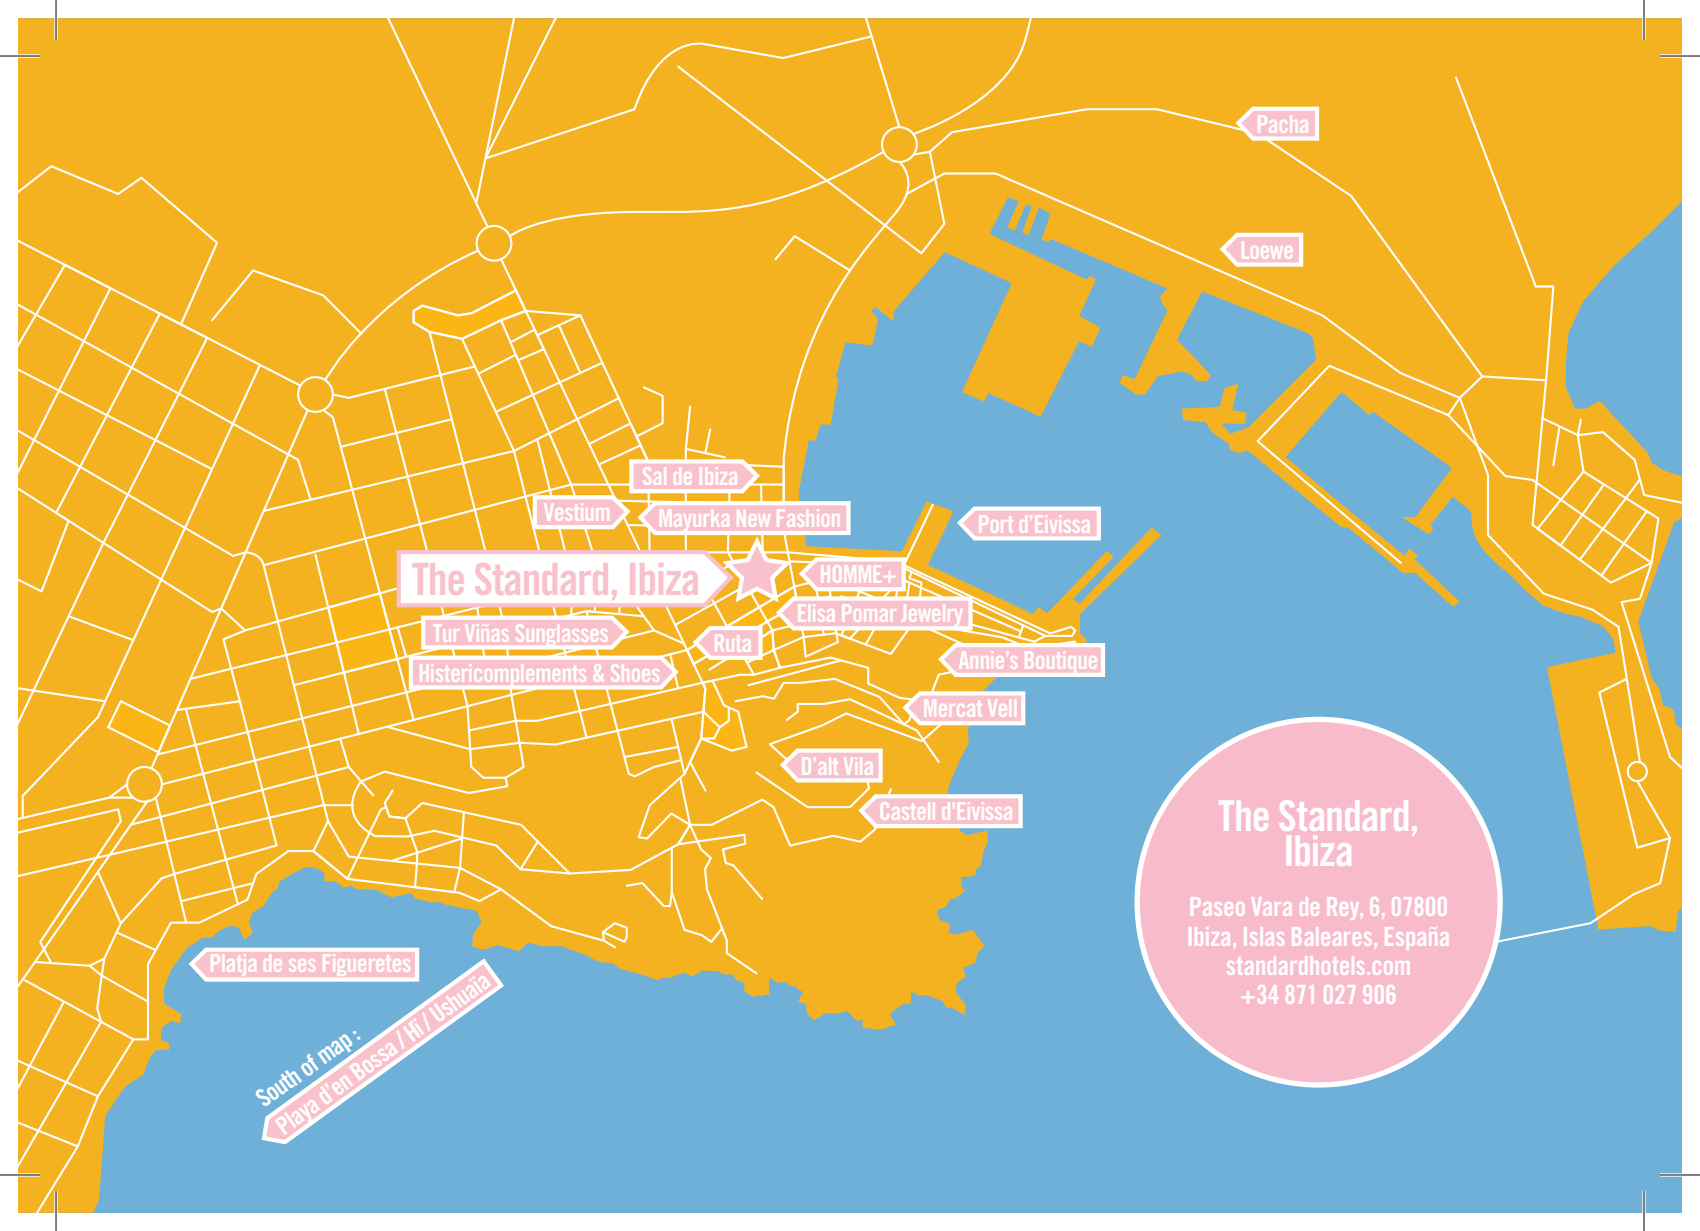 Pacha
Loewe
Sal de Ibiza
Vestium
Mayurka New Fashion
Port d'Eivissa
The Standard, Ibiza
HOMME+
Elisa Pomar Jewelry
Tur Viñas Sunglasses
Ruta
Annie's Boutique
Histericomplements & Shoes
Mercat Vell
D'alt Vila
Castell d'Eivissa
The Standard,
Ibiza
Paseo Vara de Rey, 6, 07800
Ibiza, Islas Baleares, España
standardhotels.com
+34 871 027 906
Platja de ses Figueretes
South of map :
Playa d'en Bossa / Hï / Ushuaïa